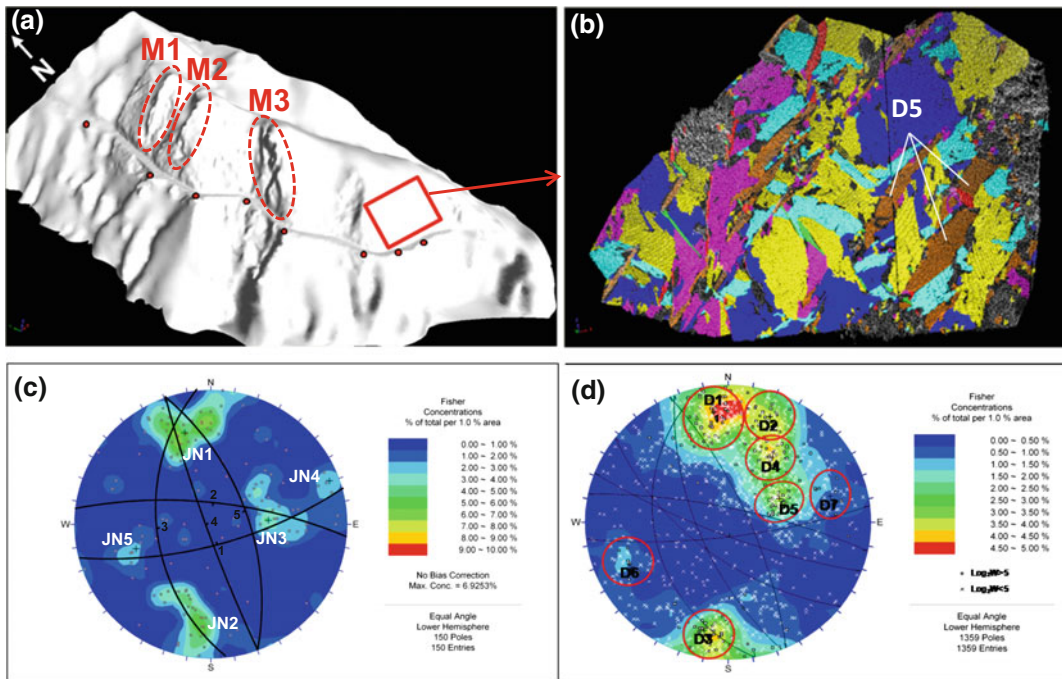 (a)
N
M1
M2
M3
(b)
D5
(c)
N
JN1
JN4
2
W
3
4
5
E
1
JN5
JN3
JN2
S
Fisher
Concentrations
% of total per 1.0 % area
0.00 ~ 1.00 %
1.00 ~ 2.00 %
2.00 ~ 3.00 %
3.00 ~ 4.00 %
4.00 ~ 5.00 %
5.00 ~ 6.00 %
6.00 ~ 7.00 %
7.00 ~ 8.00 %
8.00 ~ 9.00 %
9.00 ~ 10.00 %
No Bias Correction
Max. Conc. = 6.9253%
Equal Angle
Lower Hemisphere
150 Poles
150 Entries
(d)
N
D1
1
D2
D4
D5
D7
W
E
D6
D3
S
Fisher
Concentrations
% of total per 1.0 % area
0.00 ~ 0.50 %
0.50 ~ 1.00 %
1.00 ~ 1.50 %
1.50 ~ 2.00 %
2.00 ~ 2.50 %
2.50 ~ 3.00 %
3.00 ~ 3.50 %
3.50 ~ 4.00 %
4.00 ~ 4.50 %
4.50 ~ 5.00 %
Equal Angle
Lower Hemisphere
1359 Poles
1359 Entries